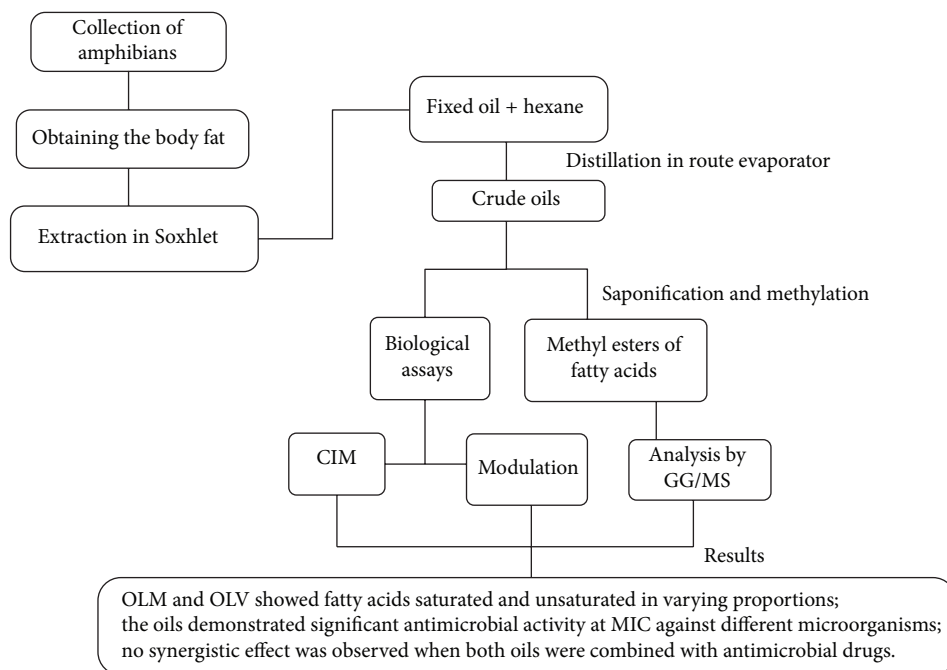 Collection of
amphibians
Obtaining the body fat
Extraction in Soxhlet
Fixed oil + hexane
Distillation in route evaporator
Crude oils
Saponification and methylation
Biological
assays
Methyl esters of
fatty acids
CIM
Modulation
Analysis by
GG/MS
Results
OLM and OLV showed fatty acids saturated and unsaturated in varying proportions;
the oils demonstrated significant antimicrobial activity at MIC against different microorganisms;
no synergistic effect was observed when both oils were combined with antimicrobial drugs.